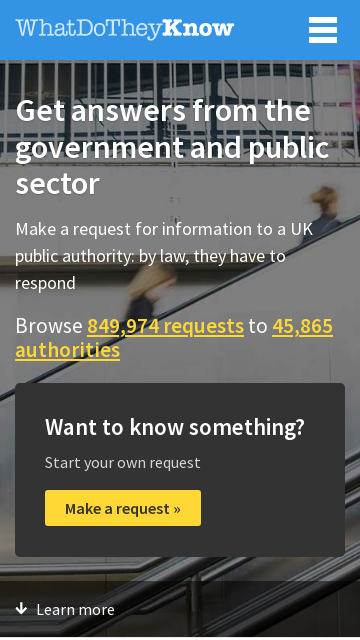 WhatDoTheyKnow
Get answers from the
government and public
sector
Make a request for information to a UK
public authority: by law, they have to
respond
Browse 849,974 requests to 45,865
authorities
Want to know something?
Start your own request
Make a request »
Learn more